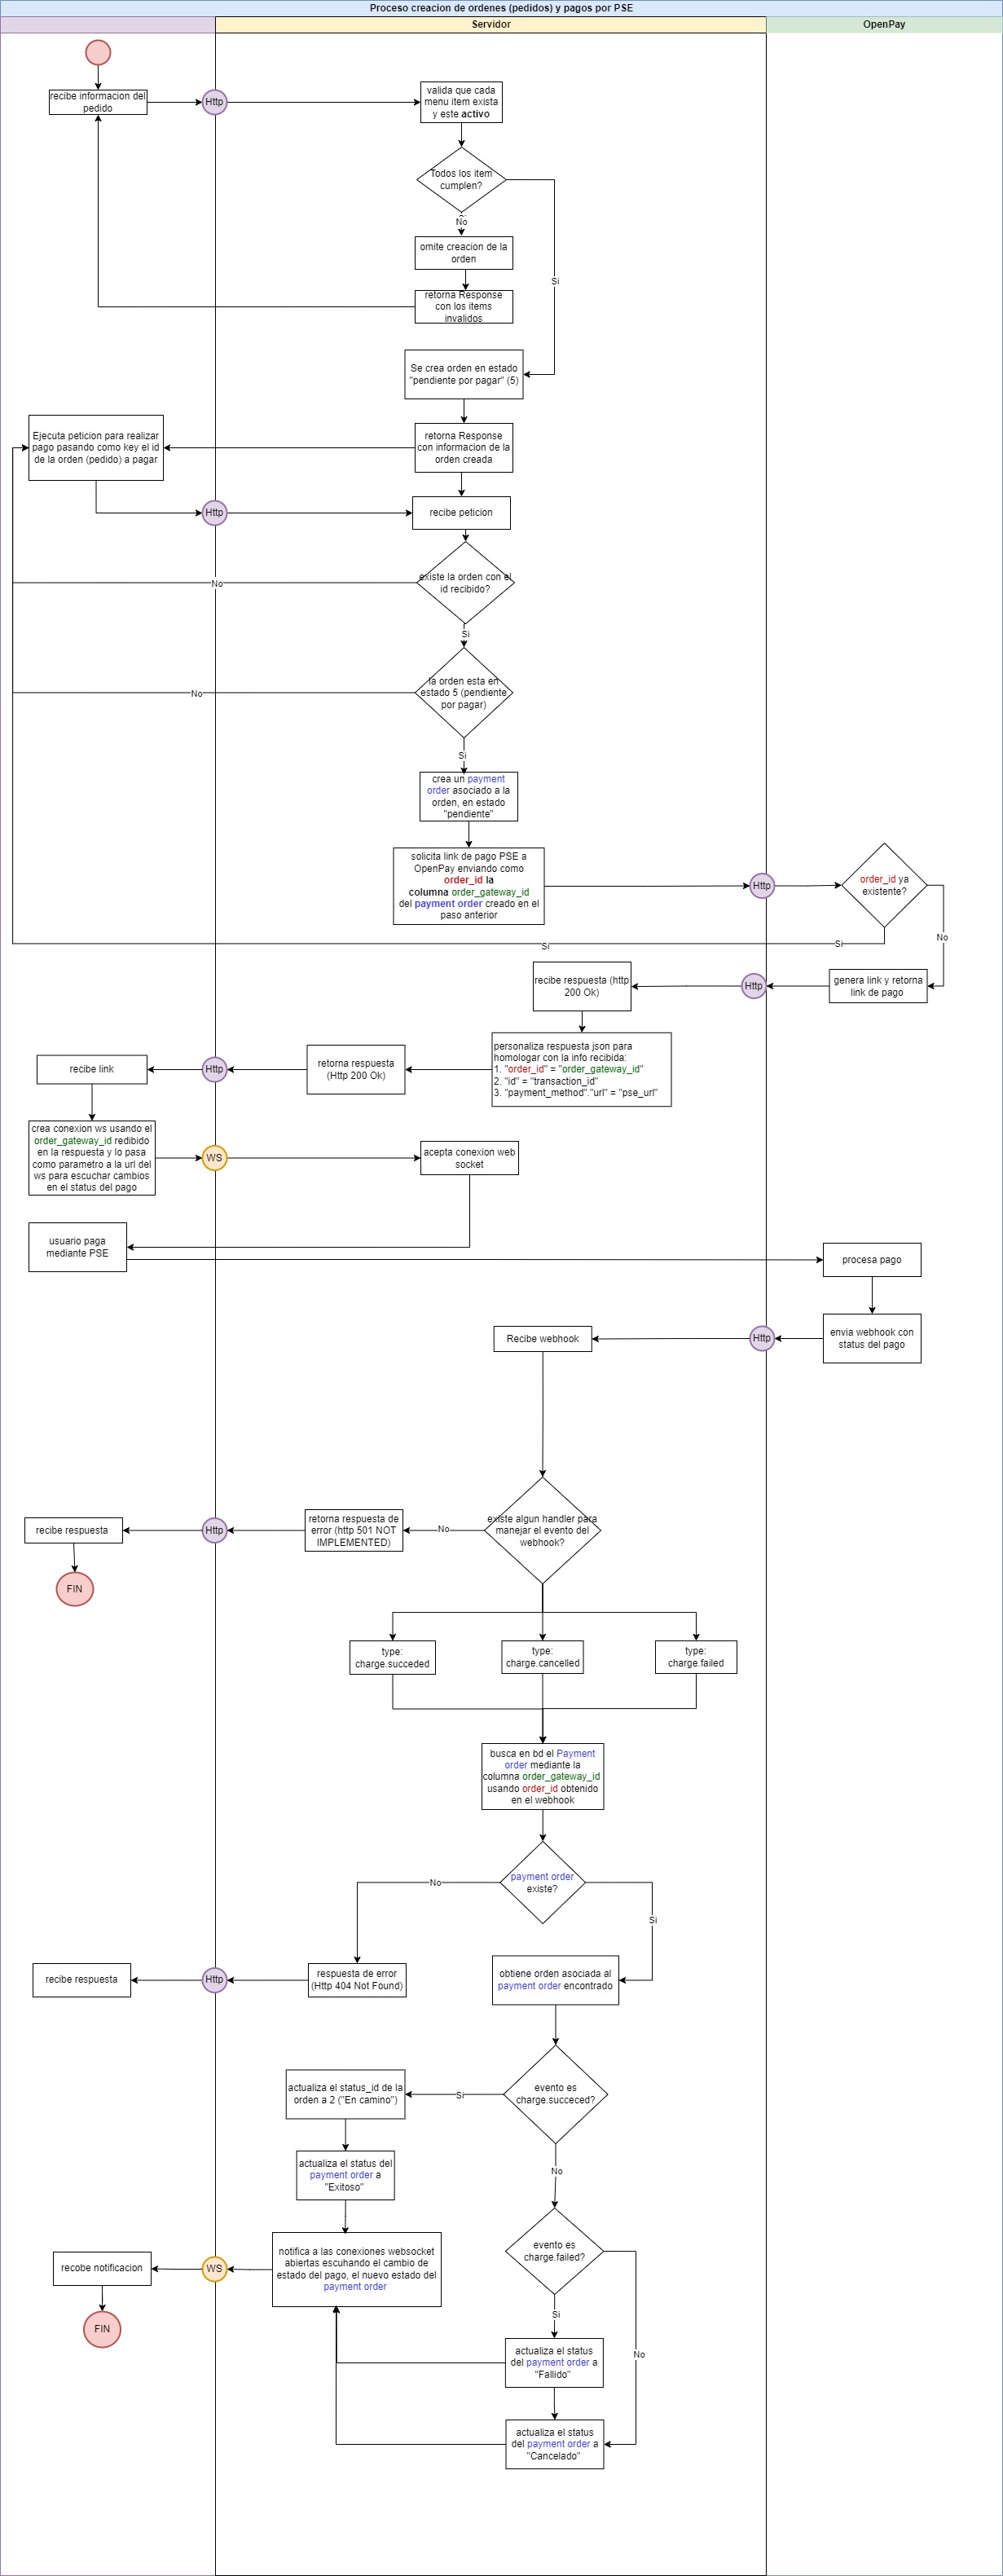 Proceso creacion de ordenes (pedidos) y pagos por PSE
Servidor
OpenPay
recibe informacion del
pedido
Http
valida que cada
menu item exista
y este activo
Todos los item
cumplen?
No
Si
omite creacion de la
orden
retorna Response
con los items
invalidos
Se crea orden en estado
"pendiente por pagar" (5)
Ejecuta peticion para realizar
pago pasando como key el id
de la orden (pedido) a pagar
retorna Response
con informacion de la
orden creada
Http
recibe peticion
existe la orden con el
id recibido?
No
Si
la orden esta en
estado 5 (pendiente
por pagar)
No
Si
crea un payment
order asociado a la
orden, en estado
"pendiente"
solicita link de pago PSE a
OpenPay enviando como
order_id la
columna order_gateway_id
del payment order creado en el
paso anterior
Http
order_id ya
existente?
No
Si
Si
recibe respuesta (http
200 Ok)
Http
genera link y retorna
link de pago
personaliza respuesta json para
homologar con la info recibida:
1. "order_id" = "order_gateway_id"
2. "id" = "transaction_id"
3. "payment_method"."url" = "pse_url"
retorna respuesta
(Http 200 Ok)
Http
recibe link
crea conexion ws usando el
order_gateway_id redibido
en la respuesta y lo pasa
como parametro a la url del
ws para escuchar cambios
en el status del pago
WS
acepta conexion web
socket
usuario paga
mediante PSE
procesa pago
envia webhook con
status del pago
Http
Recibe webhook
existe algun handler para
manejar el evento del
webhook?
No
retorna respuesta de
error (http 501 NOT
IMPLEMENTED)
Http
recibe respuesta
FIN
type:
charge.succeded
type:
charge.cancelled
type:
charge.failed
busca en bd el Payment
order mediante la
columna order_gateway_id
usando order_id obtenido
en el webhook
payment order
existe?
No
Si
respuesta de error
(Http 404 Not Found)
Http
recibe respuesta
obtiene orden asociada al
payment order encontrado
evento es
charge.succeced?
Si
No
actualiza el status_id de la
orden a 2 ("En camino")
actualiza el status del
payment order a
"Exitoso"
notifica a las conexiones websocket
abiertas escuhando el cambio de
estado del pago, el nuevo estado del
payment order
WS
recobe notificacion
FIN
evento es
charge.failed?
Si
No
actualiza el status
del payment order a
"Fallido"
actualiza el status
del payment order a
"Cancelado"